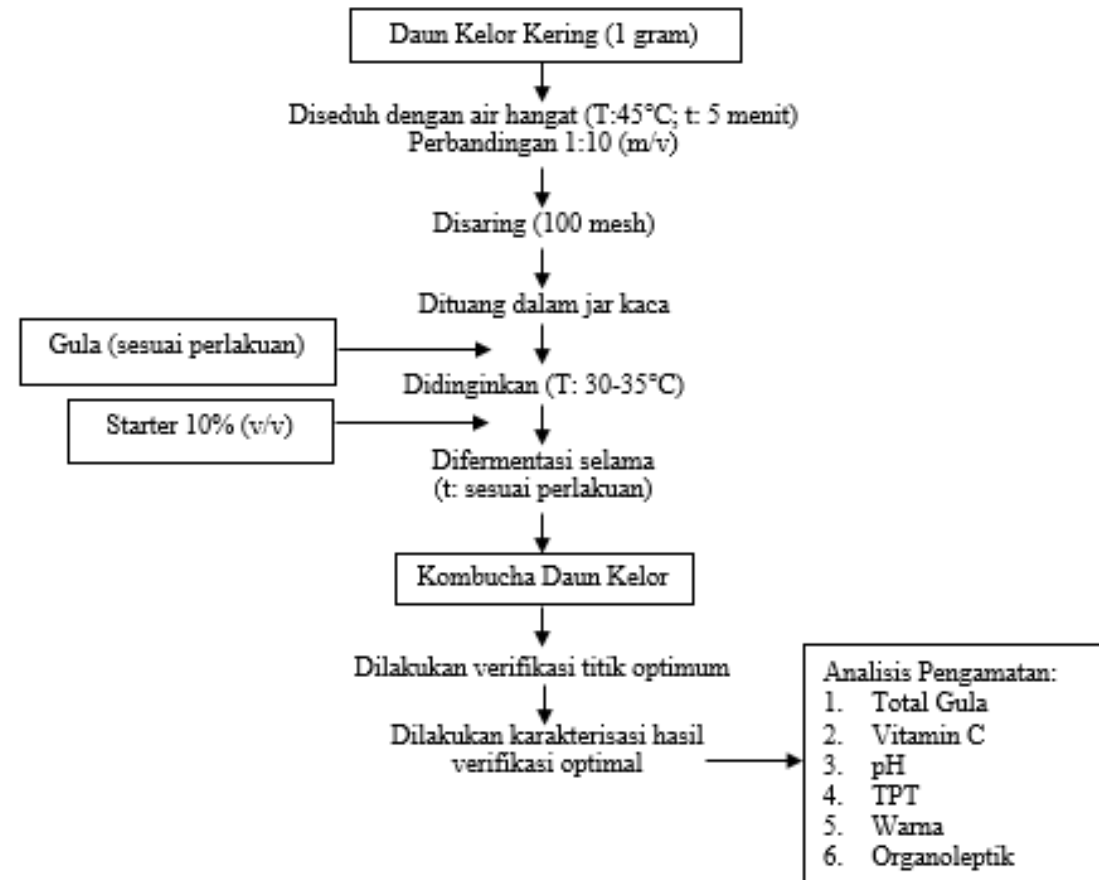 Daun Kelor Kering (1 gram)
Diseduh dengan air hangat (T:45°C; t: 5 menit)
Perbandingan 1:10 (m/v)
Disaring (100 mesh)
Dituang dalam jar kaca
Gula (sesuai perlakuan)
Didinginkan (T: 30-35°C)
Starter 10% (v/v)
Difermentasi selama
(t: sesuai perlakuan)
Kombucha Daun Kelor
Dilakukan verifikasi titik optimum
Dilakukan karakterisasi hasil
verifikasi optimal
Analisis Pengamatan:
1. Total Gula
2. Vitamin C
3. pH
4. TPT
5. Warna
6. Organoleptik